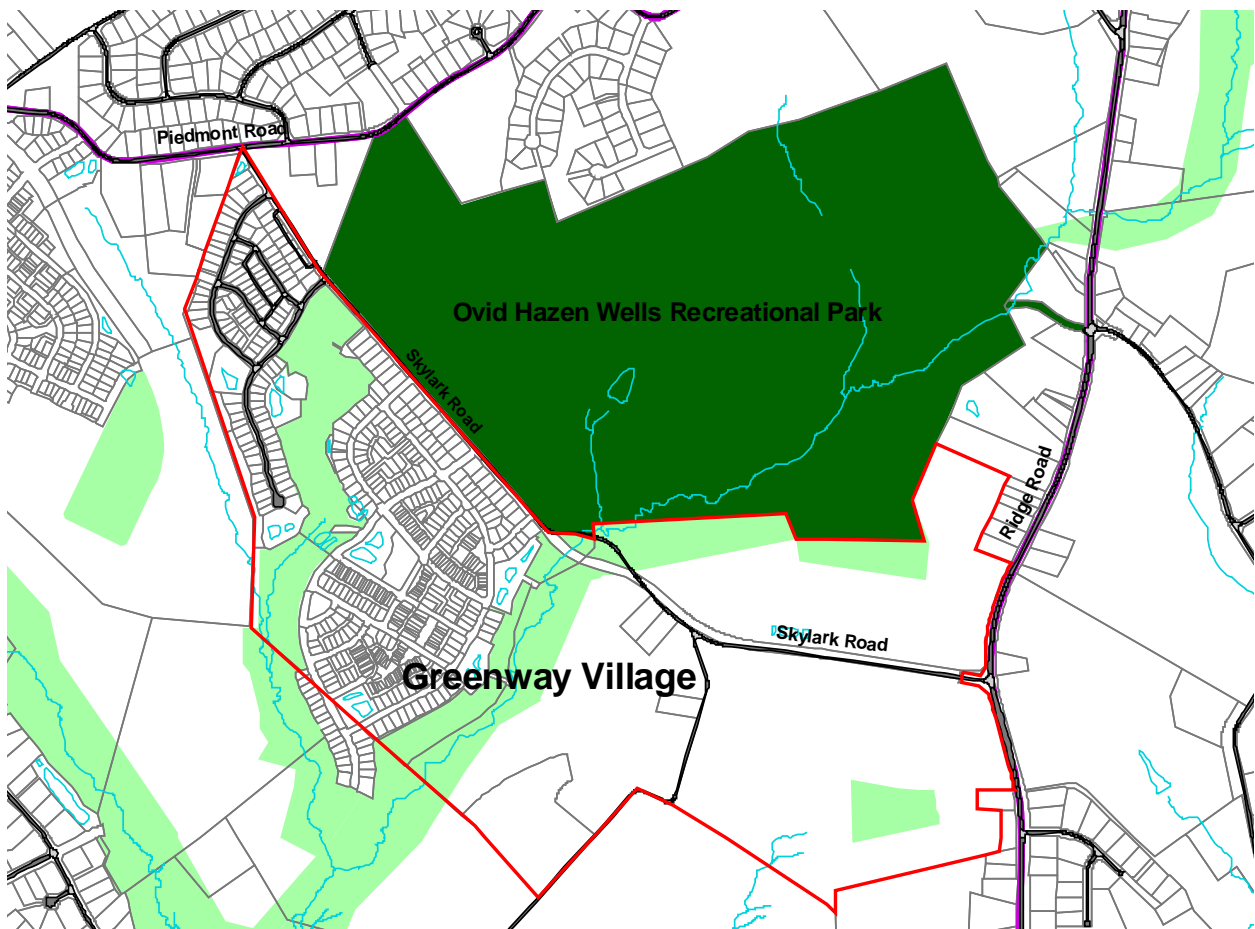 Piedmont Road
Ovid Hazen Wells Recreational Park
Skylark Road
Ridge Road
Skylark Road
Greenway Village